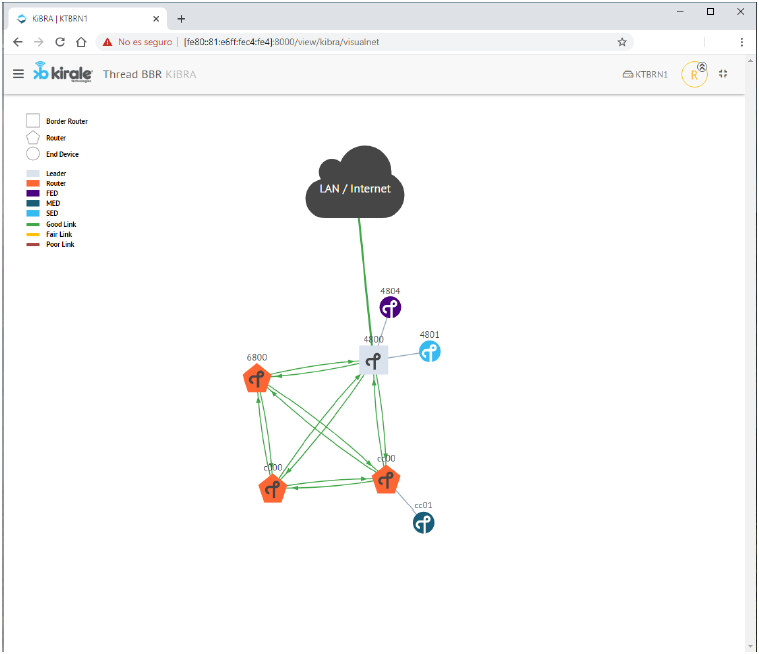 KiBRA | KTBRN1
No es seguro | [fe80::81:e6ff:fec4:fe4]:8000/view/kibra/visualnet
kirale
technologies
Thread BBR KIBRA
KTBRN1
R
Border Router
Router
End Device
Leader
Router
FED
MED
SED
Good Link
Fair Link
Poor Link
LAN / Internet
4804
4800
4801
6800
cc00
cc01